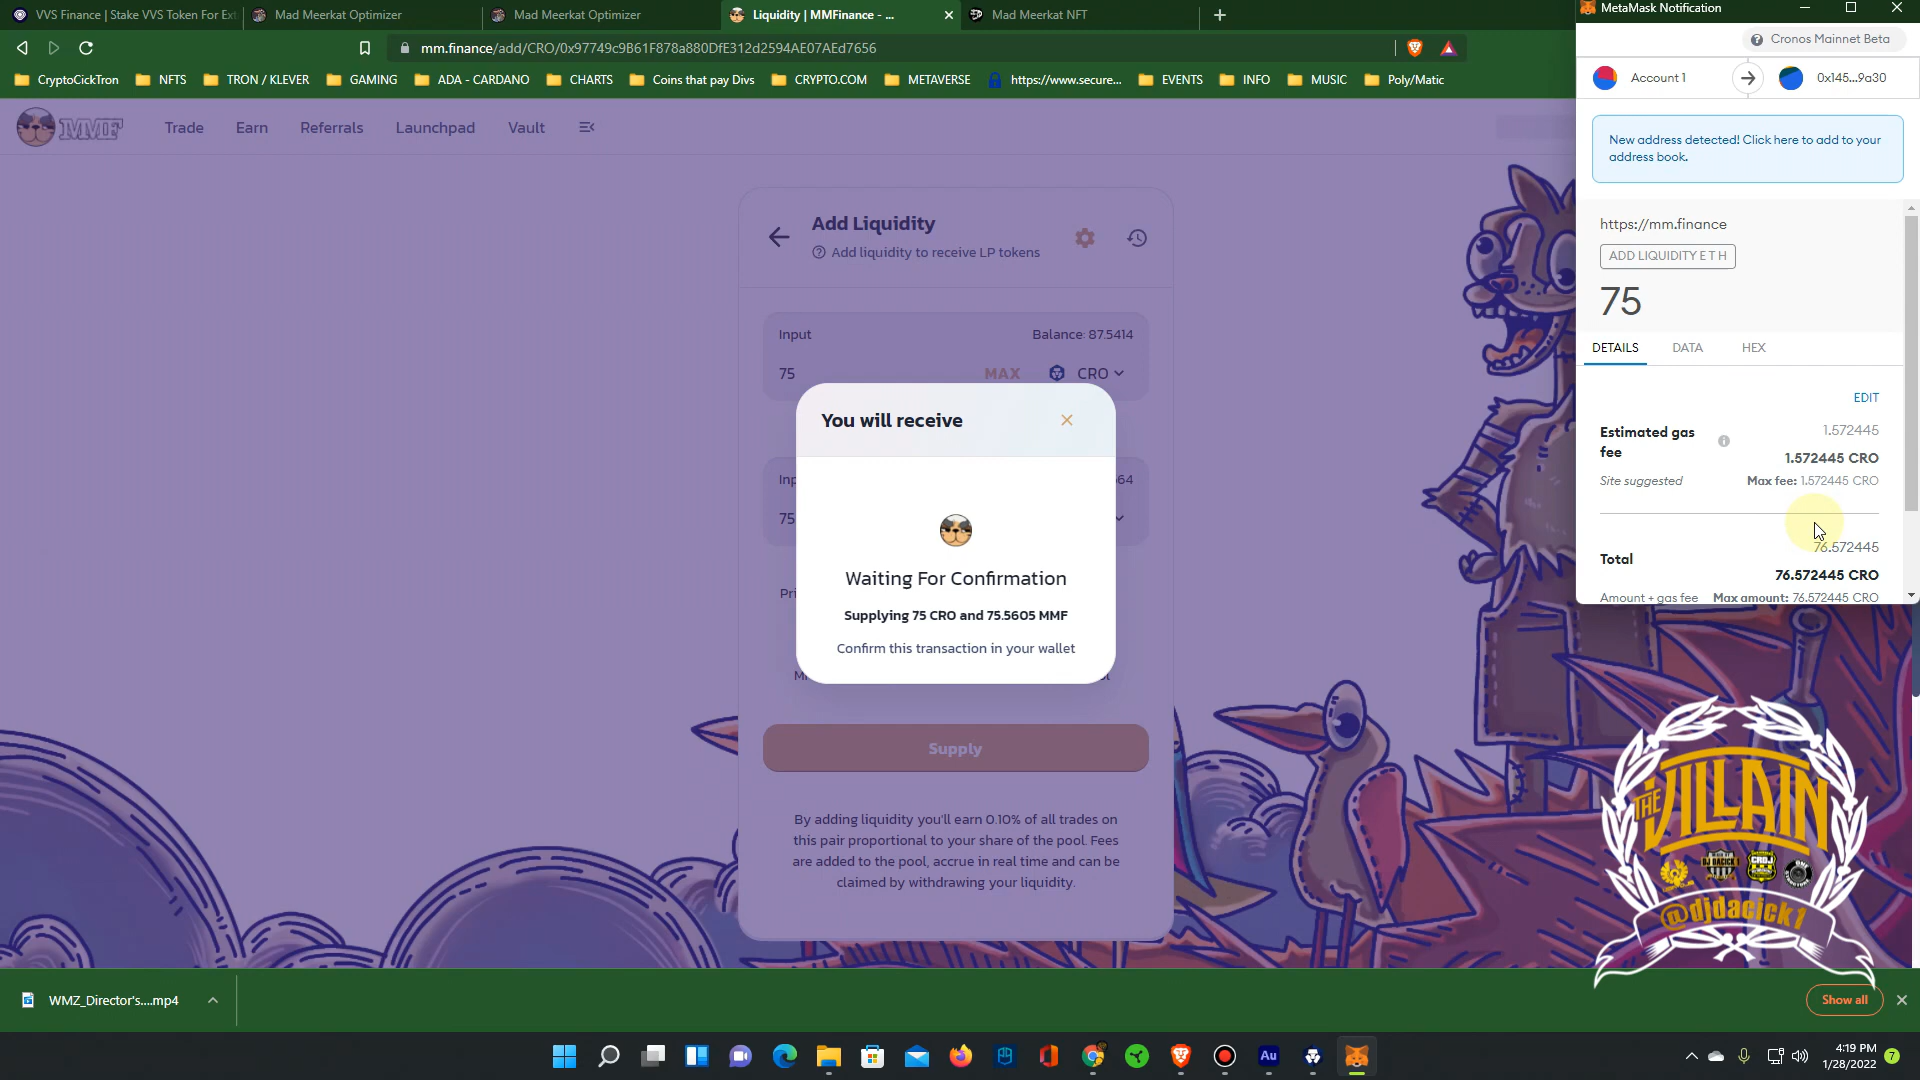 VVS Finance | Stake VVS Token For Ext
Mad Meerkat Optimizer
Mad Meerkat Optimizer
Liquidity | MMFinance - ...
Mad Meerkat NFT
mm.finance/add/CRO/0x97749c9B61F878a880DfE312d2594AE07AEd7656
CryptoCickTron
NFTS
TRON / KLEVER
GAMING
ADA - CARDANO
CHARTS
Coins that pay Divs
CRYPTO.COM
METAVERSE
https://www.secure...
EVENTS
INFO
MUSIC
Poly/Matic
MMF
Trade
Earn
Referrals
Launchpad
Vault
Add Liquidity
Add liquidity to receive LP tokens
Input
Balance: 87.5414
75
MAX
CRO
You will receive
Waiting For Confirmation
Supplying 75 CRO and 75.5605 MMF
Confirm this transaction in your wallet
Supply
By adding liquidity you'll earn 0.10% of all trades on
this pair proportional to your share of the pool. Fees
are added to the pool, accrue in real time and can be
claimed by withdrawing your liquidity.
MetaMask Notification
Cronos Mainnet Beta
Account 1
0x145...9a30
New address detected! Click here to add to your
address book.
https://mm.finance
ADD LIQUIDITY E T H
75
DETAILS
DATA
HEX
EDIT
Estimated gas
fee
1.572445
1.572445 CRO
Site suggested
Max fee: 1.572445 CRO
Total
76.572445
76.572445 CRO
Amount + gas fee
Max amount: 76.572445 CRO
THE
VILLAIN
@djdacick1
WMZ_Director's....mp4
Show all
Au
4:19 PM
1/28/2022
7